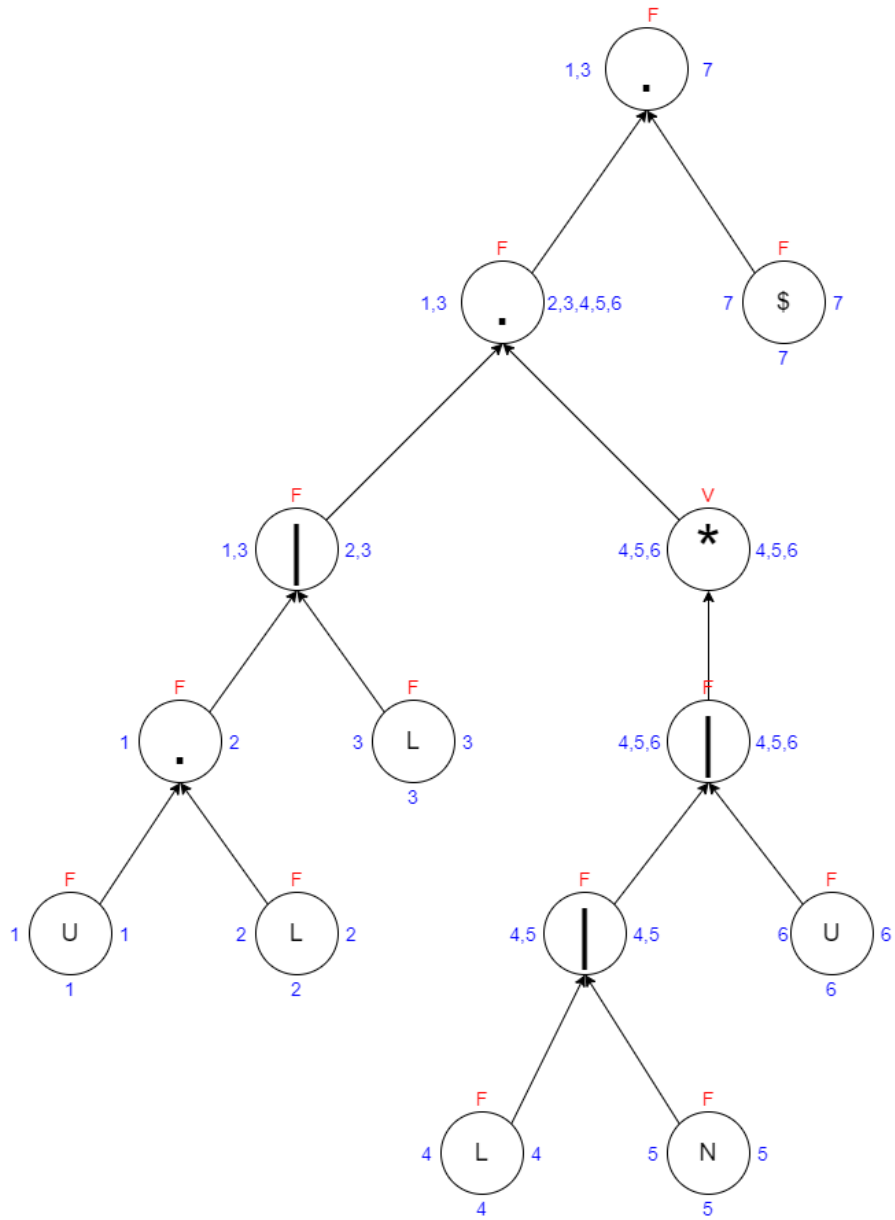 F
1,3 . 7
F F
1,3 . 2,3,4,5,6 7 $ 7
7
F V
1,3 | 2,3 4,5,6 * 4,5,6
F F F
1 . 2 3 L 3 4,5,6 | 4,5,6
3
F F F F
1 U 1 2 L 2 4,5 | 4,5 6 U 6
1 2 6
F F
4 L 4 5 N 5
4 5